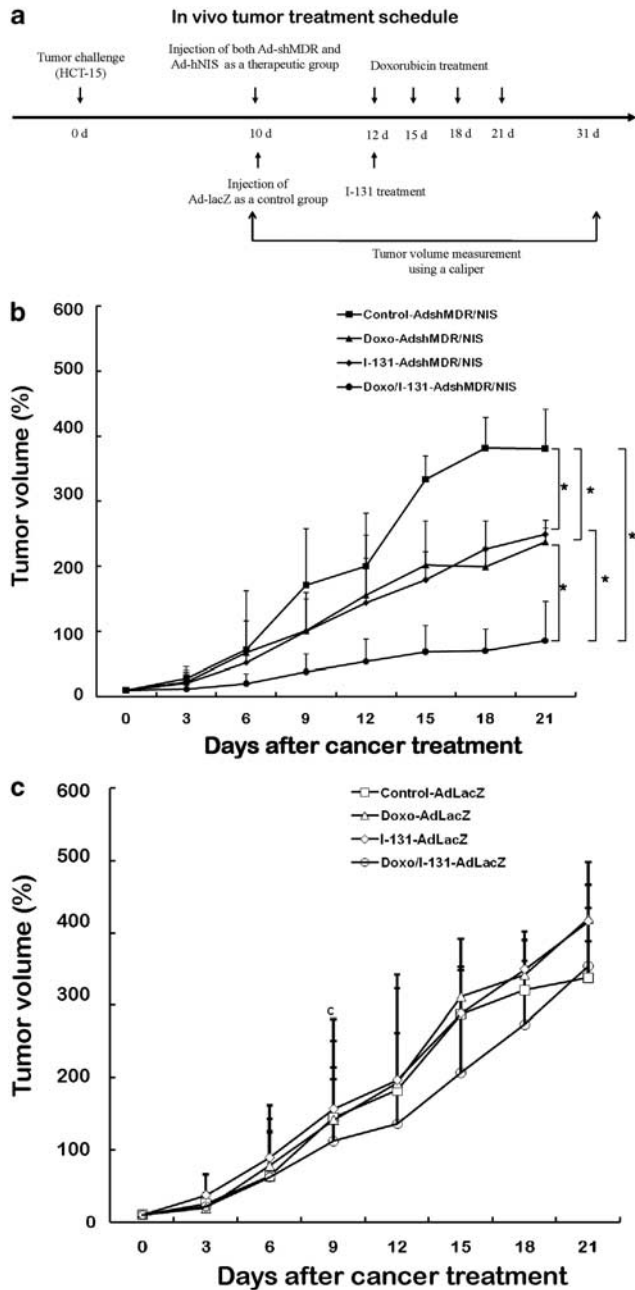 a
In vivo tumor treatment schedule
Tumor challenge
(HCT-15)
Injection of both Ad-shMDR and
Ad-hNIS as a therapeutic group
Doxorubicin treatment
0 d
10 d
12 d
15 d
18 d
21 d
31 d
Injection of
Ad-lacZ as a control group
I-131 treatment
Tumor volume measurement
using a caliper
b
Control-AdshMDR/NIS
Doxo-AdshMDR/NIS
I-131-AdshMDR/NIS
Doxo/I-131-AdshMDR/NIS
Tumor volume (%)
600
500
400
300
200
100
0
* * *
* *
0 3 6 9 12 15 18 21
Days after cancer treatment
c
Control-AdLacZ
Doxo-AdLacZ
I-131-AdLacZ
Doxo/I-131-AdLacZ
Tumor volume (%)
600
500
400
300
200
100
0
c
0 3 6 9 12 15 18 21
Days after cancer treatment